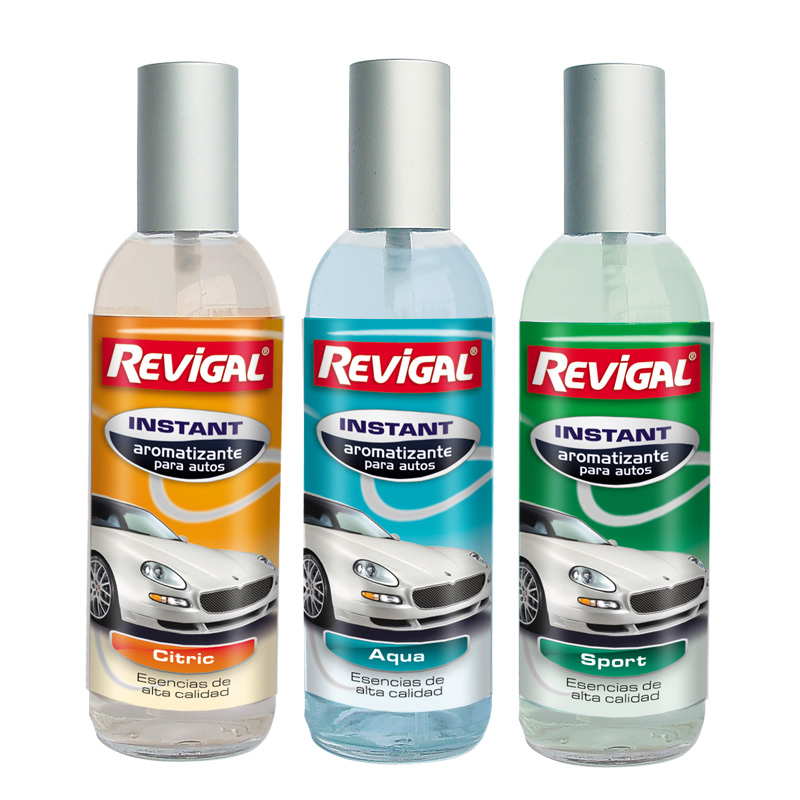 REVIGAL®
INSTANT
aromatizante
para autos
Citric
Esencias de
alta calidad
REVIGAL®
INSTANT
aromatizante
para autos
Aqua
Esencias de
alta calidad
REVIGAL®
INSTANT
aromatizante
para autos
Sport
Esencias de
alta calidad